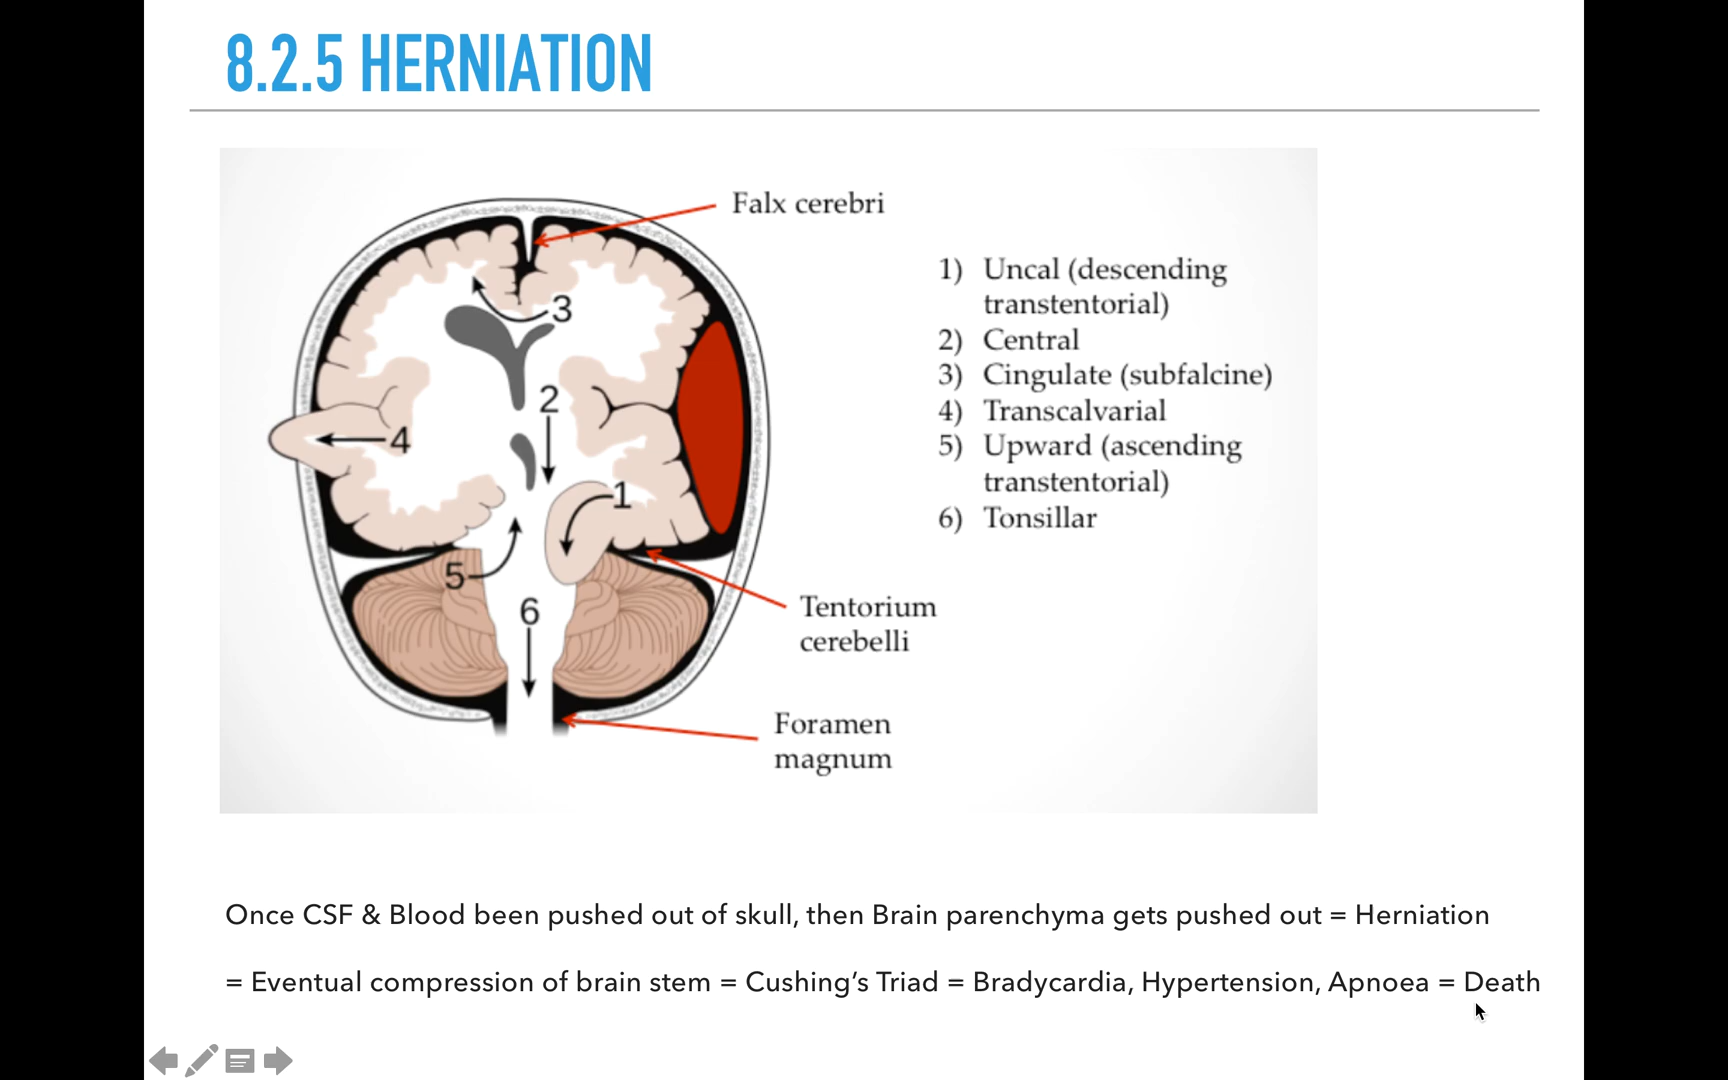 8.2.5 HERNIATION
Falx cerebri
1) Uncal (descending
transtentorial)
2) Central
3) Cingulate (subfalcine)
4) Transcalvarial
5) Upward (ascending
transtentorial)
6) Tonsillar
3
2
4
1
5
6
Tentorium
cerebelli
Foramen
magnum
Once CSF & Blood been pushed out of skull, then Brain parenchyma gets pushed out = Herniation
= Eventual compression of brain stem = Cushing’s Triad = Bradycardia, Hypertension, Apnoea = Death